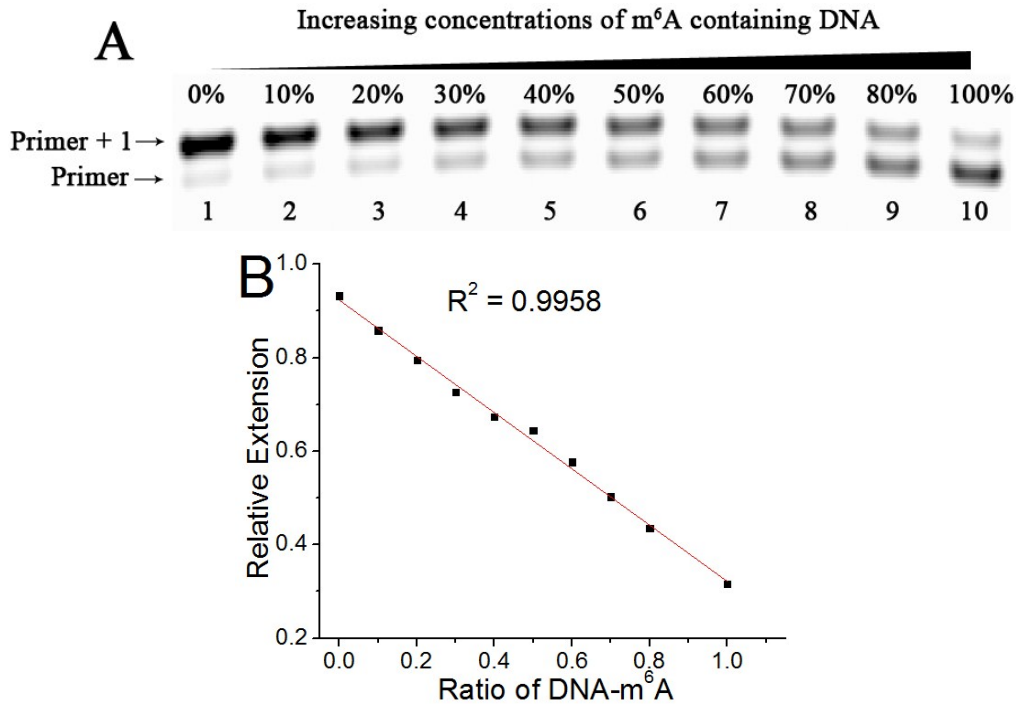 Increasing concentrations of m⁶A containing DNA
A
0% 10% 20% 30% 40% 50% 60% 70% 80% 100%
Primer + 1 →
Primer →
1 2 3 4 5 6 7 8 9 10
B
R² = 0.9958
1.0
0.8
0.6
0.4
0.2
Relative Extension
0.0 0.2 0.4 0.6 0.8 1.0
Ratio of DNA-m⁶A